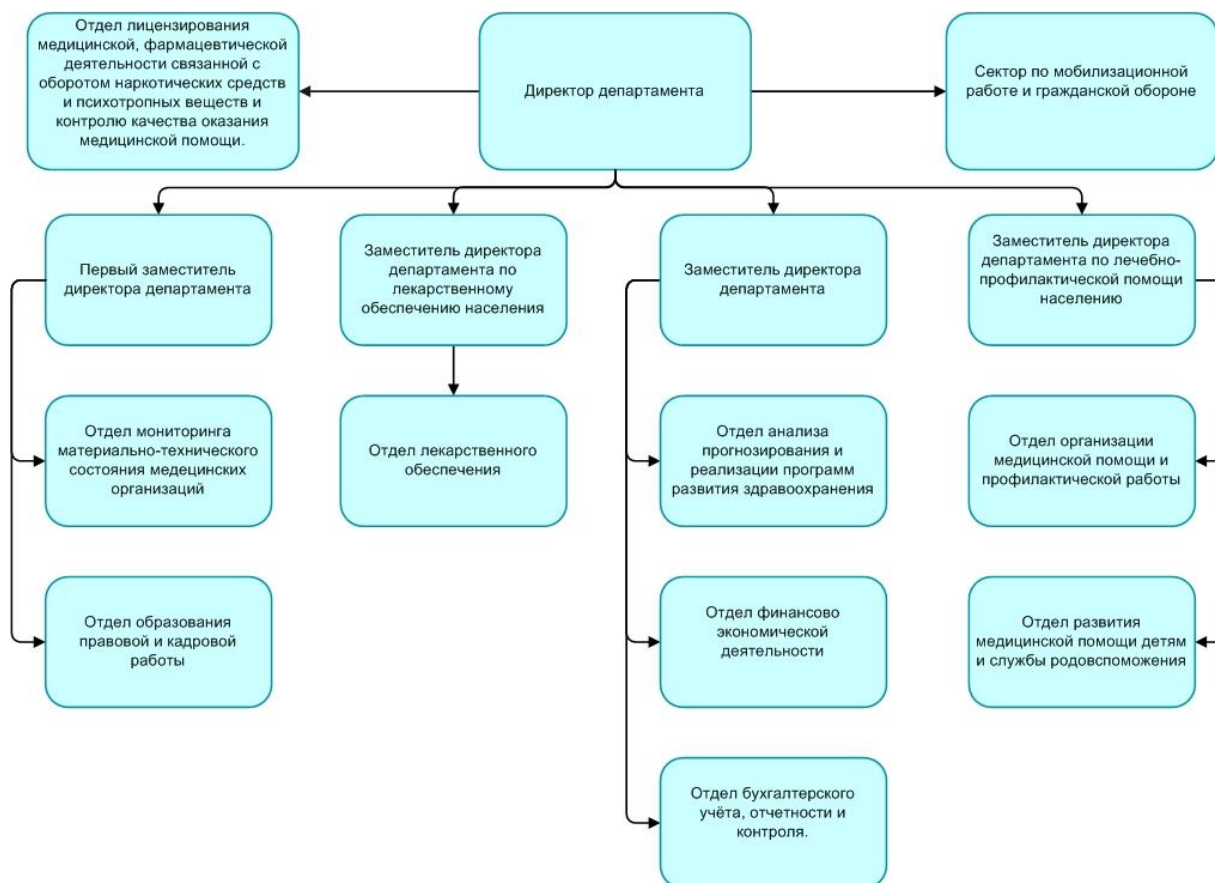 Отдел лицензирования
медицинской, фармацевтической
деятельности связанной с
оборотом наркотических средств
и психотропных веществ и
контролю качества оказания
медицинской помощи.
Директор департамента
Сектор по мобилизационной
работе и гражданской обороне
Первый заместитель
директора департамента
Заместитель директора
департамента по
лекарственному
обеспечению населения
Заместитель директора
департамента
Заместитель директора
департамента по лечебно-
профилактической помощи
населению
Отдел мониторинга
материально-технического
состояния медецинских
организаций
Отдел лекарственного
обеспечения
Отдел анализа
прогнозирования и
реализации программ
развития здравоохранения
Отдел организации
медицинской помощи и
профилактической работы
Отдел образования
правовой и кадровой
работы
Отдел финансово
экономической
деятельности
Отдел развития
медицинской помощи детям
и службы родовспоможения
Отдел бухгалтерского
учёта, отчетности и
контроля.